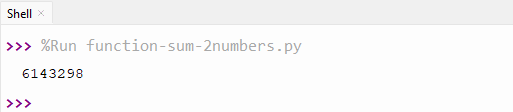 Shell ×
>>> %Run function-sum-2numbers.py
6143298
>>>